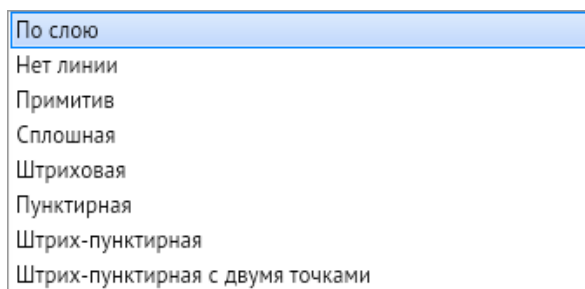 По слою
Нет линии
Примитив
Сплошная
Штриховая
Пунктирная
Штрих-пунктирная
Штрих-пунктирная с двумя точками